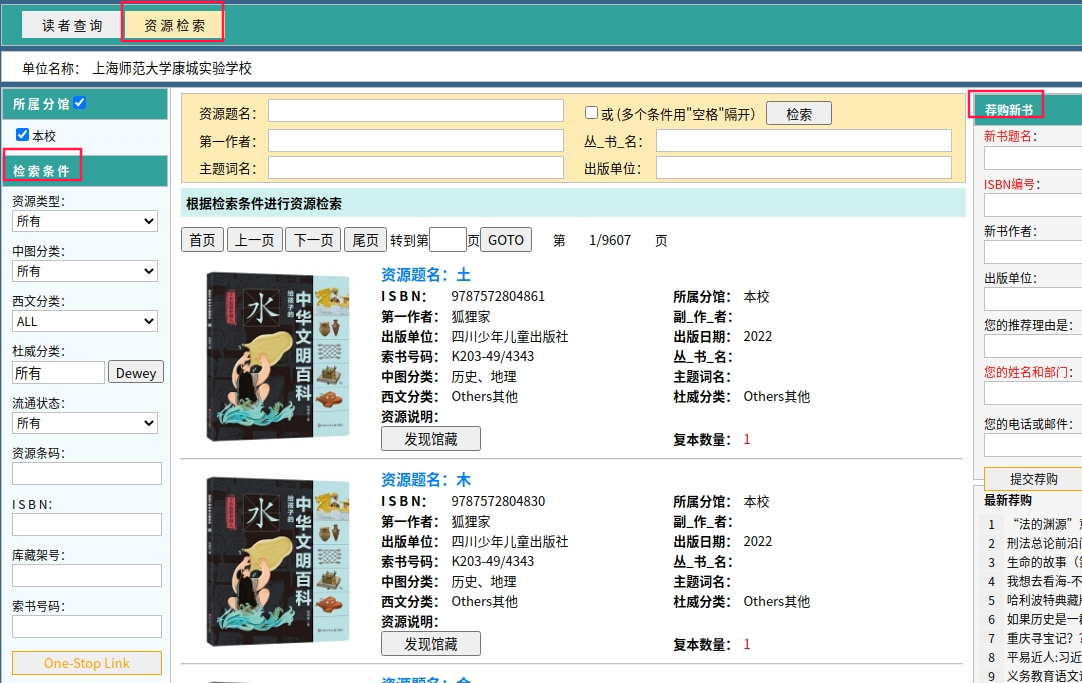 读者查询 资源检索
单位名称： 上海师范大学康城实验学校
所属分馆
本校
检索条件
资源类型：
所有
中图分类：
所有
西文分类：
ALL
杜威分类：
所有 Dewey
流通状态：
所有
资源条码：
I S B N：
库藏架号：
索书号码：
One-Stop Link
资源题名： 或 (多个条件用"空格"隔开) 检索
第一作者： 丛_书_名：
主题词名： 出版单位：
根据检索条件进行资源检索
首页 上一页 下一页 尾页 转到第 页 GOTO 第 1/9607 页
水
给孩子的
中华文明百科
资源题名：土
I S B N： 9787572804861 所属分馆： 本校
第一作者： 狐狸家 副_作_者：
出版单位： 四川少年儿童出版社 出版日期： 2022
索书号码： K203-49/4343 丛_书_名：
中图分类： 历史、地理 主题词名：
西文分类： Others其他 杜威分类： Others其他
资源说明：
发现馆藏 复本数量： 1
水
给孩子的
中华文明百科
资源题名：木
I S B N： 9787572804830 所属分馆： 本校
第一作者： 狐狸家 副_作_者：
出版单位： 四川少年儿童出版社 出版日期： 2022
索书号码： K203-49/4343 丛_书_名：
中图分类： 历史、地理 主题词名：
西文分类： Others其他 杜威分类： Others其他
资源说明：
发现馆藏 复本数量： 1
荐购新书
新书题名：
ISBN编号：
新书作者：
出版单位：
您的推荐理由是：
您的姓名和部门：
您的电话或邮件：
提交荐购
最新荐购
1 “法的渊源”
2 刑法总论前沿
3 生命的故事
4 我想去看海-不
5 哈利波特典藏
6 如果历史是一
7 重庆寻宝记？
8 平易近人:习近
9 义务教育语文